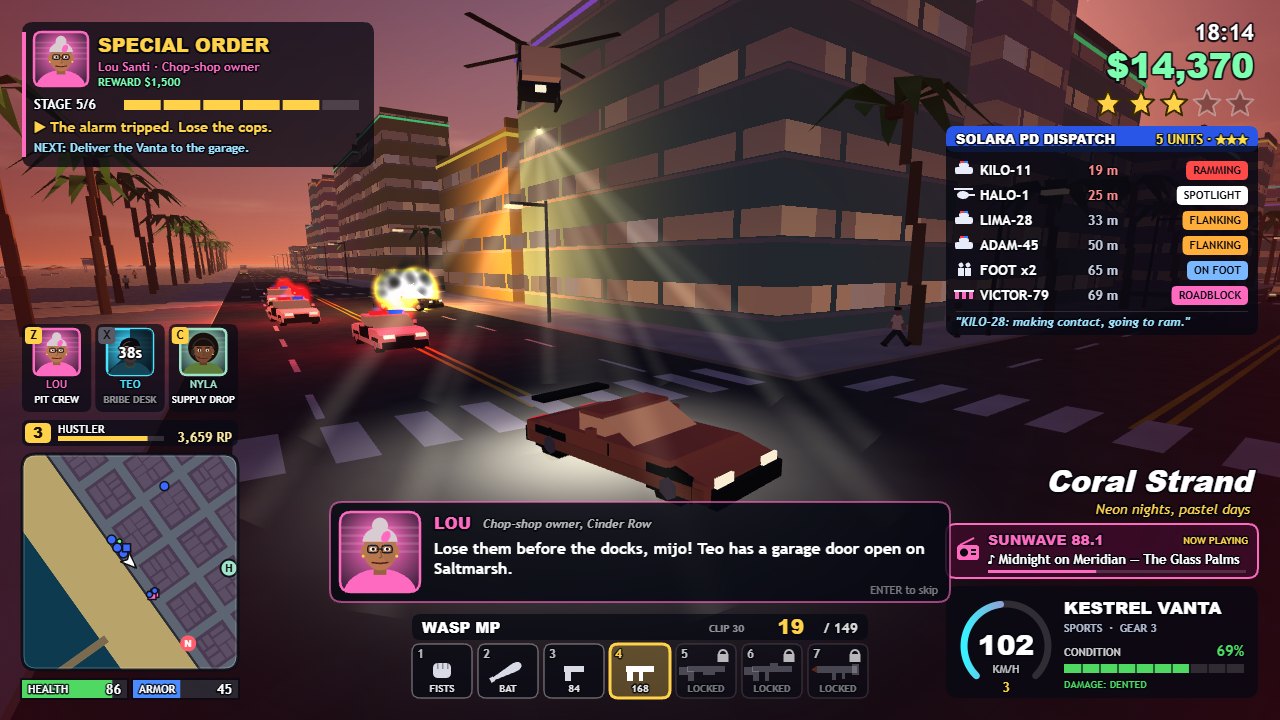 SPECIAL ORDER
Lou Santi · Chop-shop owner
REWARD $1,500
STAGE 5/6
▶ The alarm tripped. Lose the cops.
NEXT: Deliver the Vanta to the garage.
18:14
$14,370
SOLARA PD DISPATCH 5 UNITS · ★★★
KILO-11 19 m RAMMING
HALO-1 25 m SPOTLIGHT
LIMA-28 33 m FLANKING
ADAM-45 50 m FLANKING
FOOT x2 65 m ON FOOT
VICTOR-79 69 m ROADBLOCK
"KILO-28: making contact, going to ram."
Z X C
38s
LOU TEO NYLA
PIT CREW BRIBE DESK SUPPLY DROP
3 HUSTLER 3,659 RP
H
N
HEALTH 86 ARMOR 45
LOU Chop-shop owner, Cinder Row
Lose them before the docks, mijo! Teo has a garage door open on
Saltmarsh.
ENTER to skip
WASP MP CLIP 30 19 / 149
1 2 3 4 5 6 7
FISTS BAT 84 168 LOCKED LOCKED LOCKED
Coral Strand
Neon nights, pastel days
SUNWAVE 88.1 NOW PLAYING
♪ Midnight on Meridian — The Glass Palms
102
KM/H
3
KESTREL VANTA
SPORTS · GEAR 3
CONDITION 69%
DAMAGE: DENTED